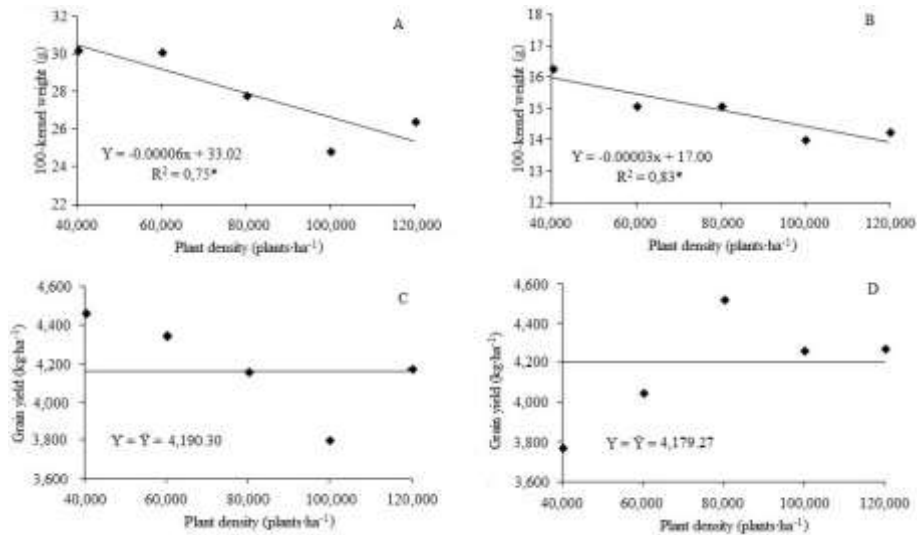 A
100-kernel weight (g)
32
30
28
26
24
22
Y = -0.00006x + 33.02
R² = 0,75*
40,000 60,000 80,000 100,000 120,000
Plant density (plants·ha⁻¹)
B
100-kernel weight (g)
18
17
16
15
14
13
12
Y = -0.00003x + 17.00
R² = 0,83*
40,000 60,000 80,000 100,000 120,000
Plant density (plants·ha⁻¹)
C
Grain yield (kg·ha⁻¹)
4,600
4,400
4,160
4,000
3,800
3,600
Y = Ȳ = 4,190.30
40,000 60,000 80,000 100,000 120,000
Plant density (plants·ha⁻¹)
D
Grain yield (kg·ha⁻¹)
4,600
4,400
4,200
4,000
3,800
3,600
Y = Ȳ = 4,179.27
40,000 60,000 80,000 100,000 120,000
Plant density (plants·ha⁻¹)